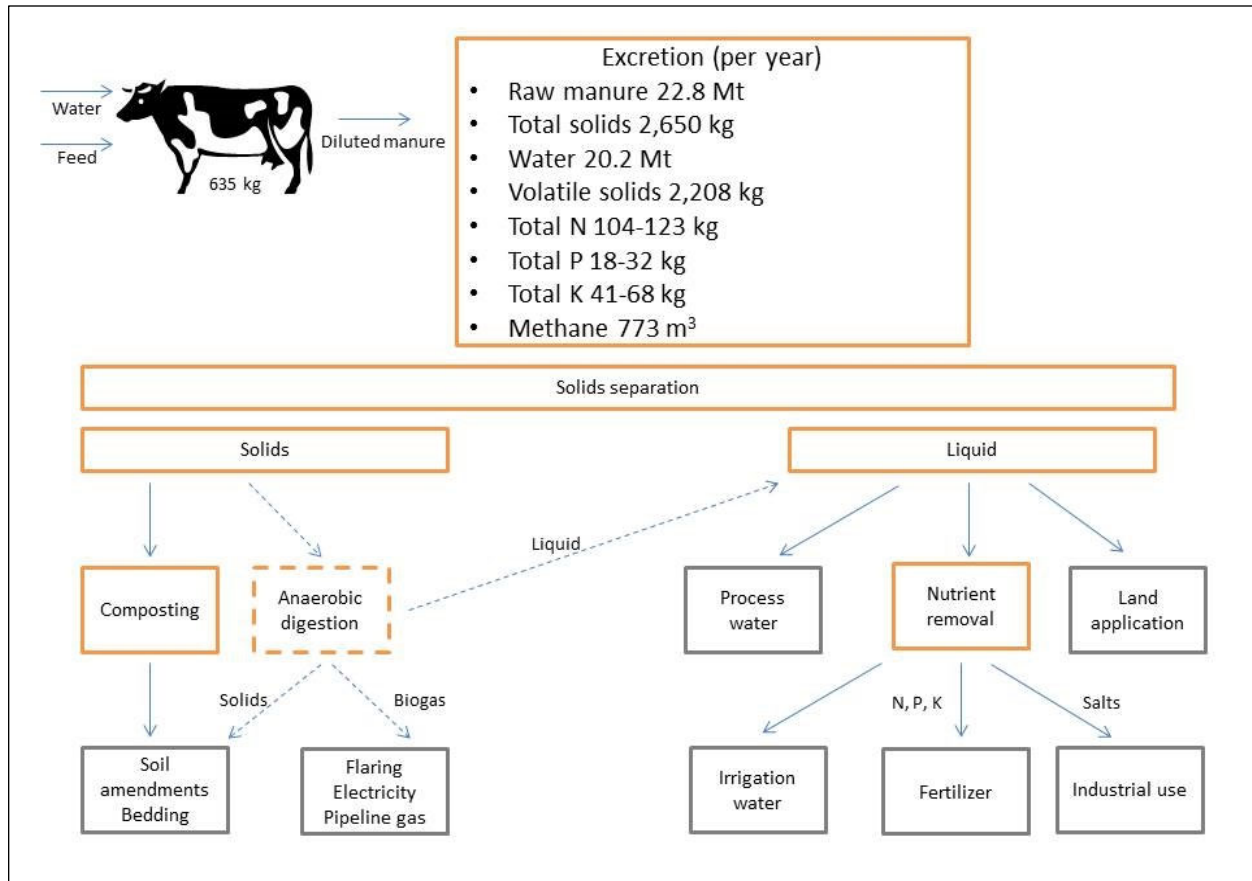 Water
Feed
635 kg
Diluted manure
Excretion (per year)
• Raw manure 22.8 Mt
• Total solids 2,650 kg
• Water 20.2 Mt
• Volatile solids 2,208 kg
• Total N 104-123 kg
• Total P 18-32 kg
• Total K 41-68 kg
• Methane 773 m³
Solids separation
Solids
Liquid
Liquid
Composting
Anaerobic
digestion
Process
water
Nutrient
removal
Land
application
Solids
Biogas
N, P, K
Salts
Soil
amendments
Bedding
Flaring
Electricity
Pipeline gas
Irrigation
water
Fertilizer
Industrial use